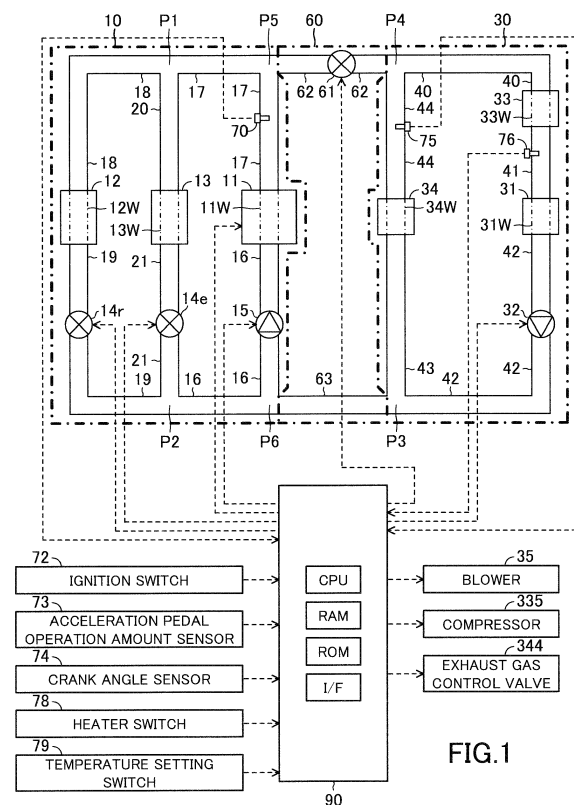 10 P1 P5 60 P4 30
18 17 17 62 61 62 40 40
20 44 33
33W
70 75 76
18 17 44 41
12 13 11 34 31
12W 13W 11W 34W 31W
19 21 16 42
14r 14e 15 32
21 16 43 42
19 16 63 42
P2 P6 P3
72
IGNITION SWITCH
73
ACCELERATION PEDAL
OPERATION AMOUNT SENSOR
74
CRANK ANGLE SENSOR
78
HEATER SWITCH
79
TEMPERATURE SETTING
SWITCH
CPU
RAM
ROM
I/F
90
35
BLOWER
335
COMPRESSOR
344
EXHAUST GAS
CONTROL VALVE
FIG.1